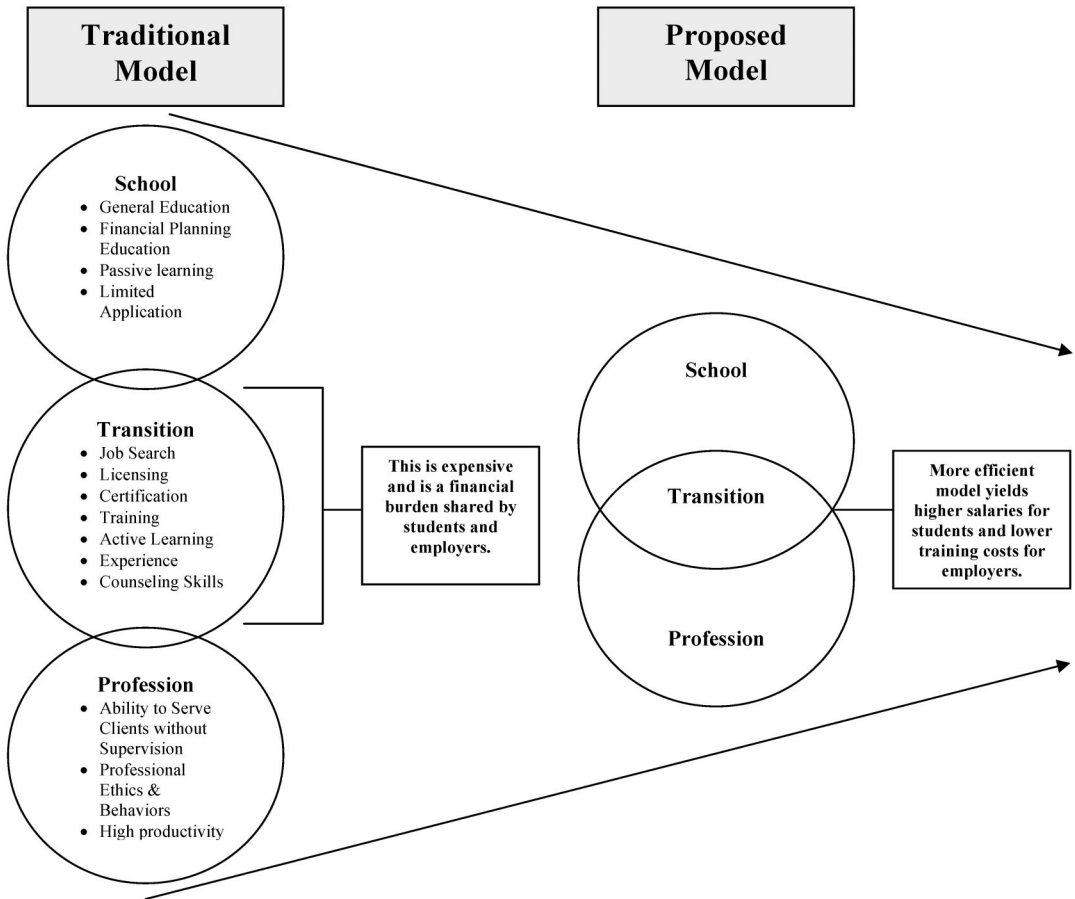 Traditional
Model
Proposed
Model
School
• General Education
• Financial Planning
Education
• Passive learning
• Limited
Application
Transition
• Job Search
• Licensing
• Certification
• Training
• Active Learning
• Experience
• Counseling Skills
This is expensive
and is a financial
burden shared by
students and
employers.
Profession
• Ability to Serve
Clients without
Supervision
• Professional
Ethics &
Behaviors
• High productivity
School
Transition
Profession
More efficient
model yields
higher salaries for
students and lower
training costs for
employers.